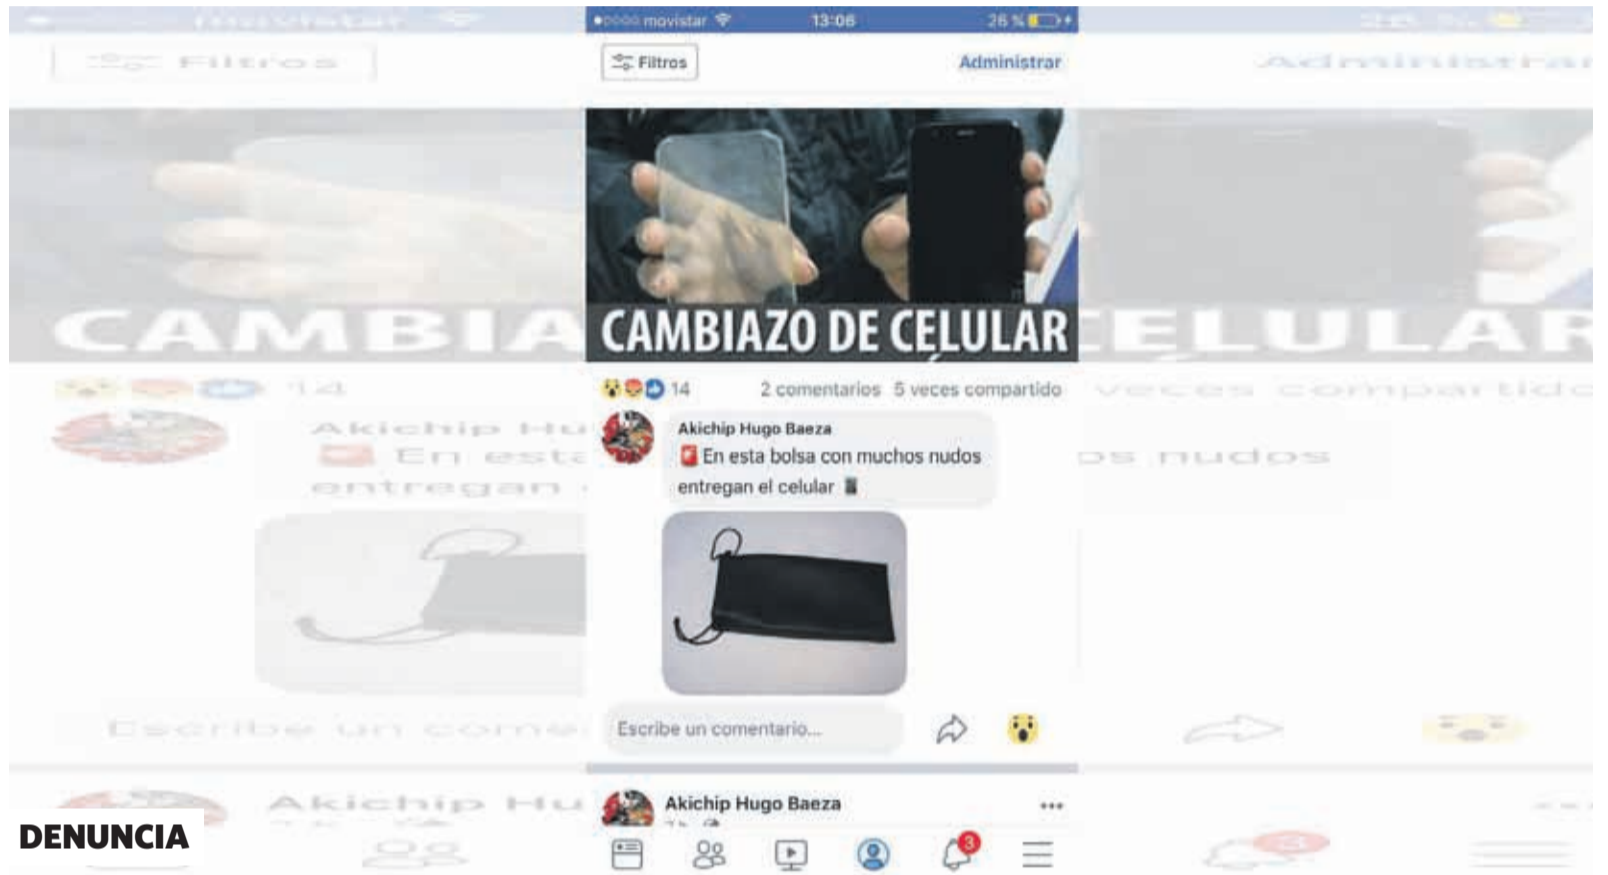 movistar 13:06 26 %
Filtros Administrar
CAMBIAZO DE CELULAR
14 2 comentarios 5 veces compartido
Akichip Hugo Baeza
En esta bolsa con muchos nudos
entregan el celular
Escribe un comentario...
Akichip Hugo Baeza
3
DENUNCIA